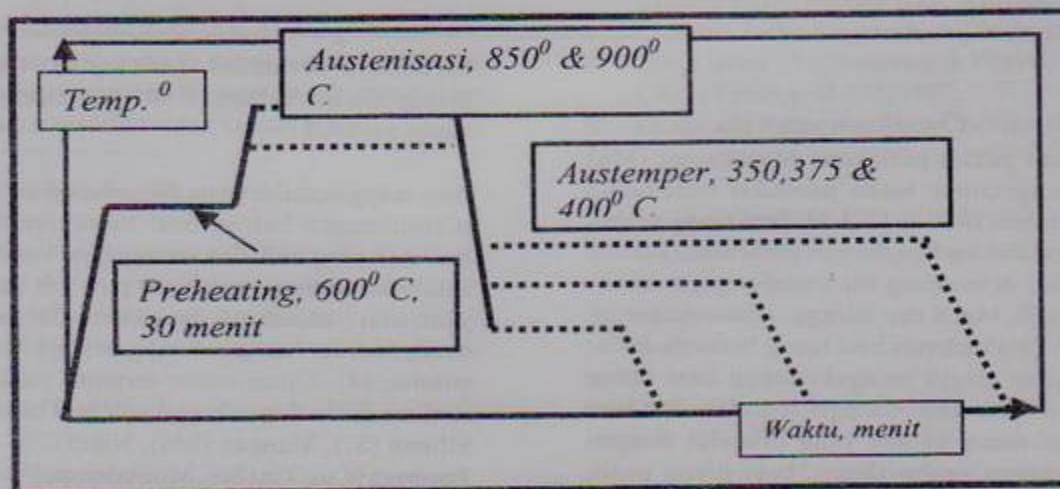 Austenisasi, 850⁰ & 900⁰
C.
Temp. ⁰
Austemper, 350,375 &
400⁰ C.
Preheating, 600⁰ C.
30 menit
Waktu, menit